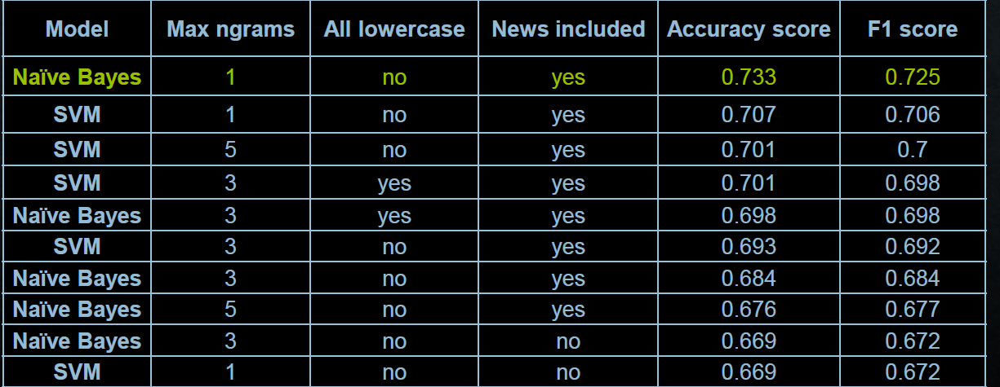 Model Max ngrams All lowercase News included Accuracy score F1 score
Naïve Bayes 1 no yes 0.733 0.725
SVM 1 no yes 0.707 0.706
SVM 5 no yes 0.701 0.7
SVM 3 yes yes 0.701 0.698
Naïve Bayes 3 yes yes 0.698 0.698
SVM 3 no yes 0.693 0.692
Naïve Bayes 3 no yes 0.684 0.684
Naïve Bayes 5 no yes 0.676 0.677
Naïve Bayes 3 no no 0.669 0.672
SVM 1 no no 0.669 0.672